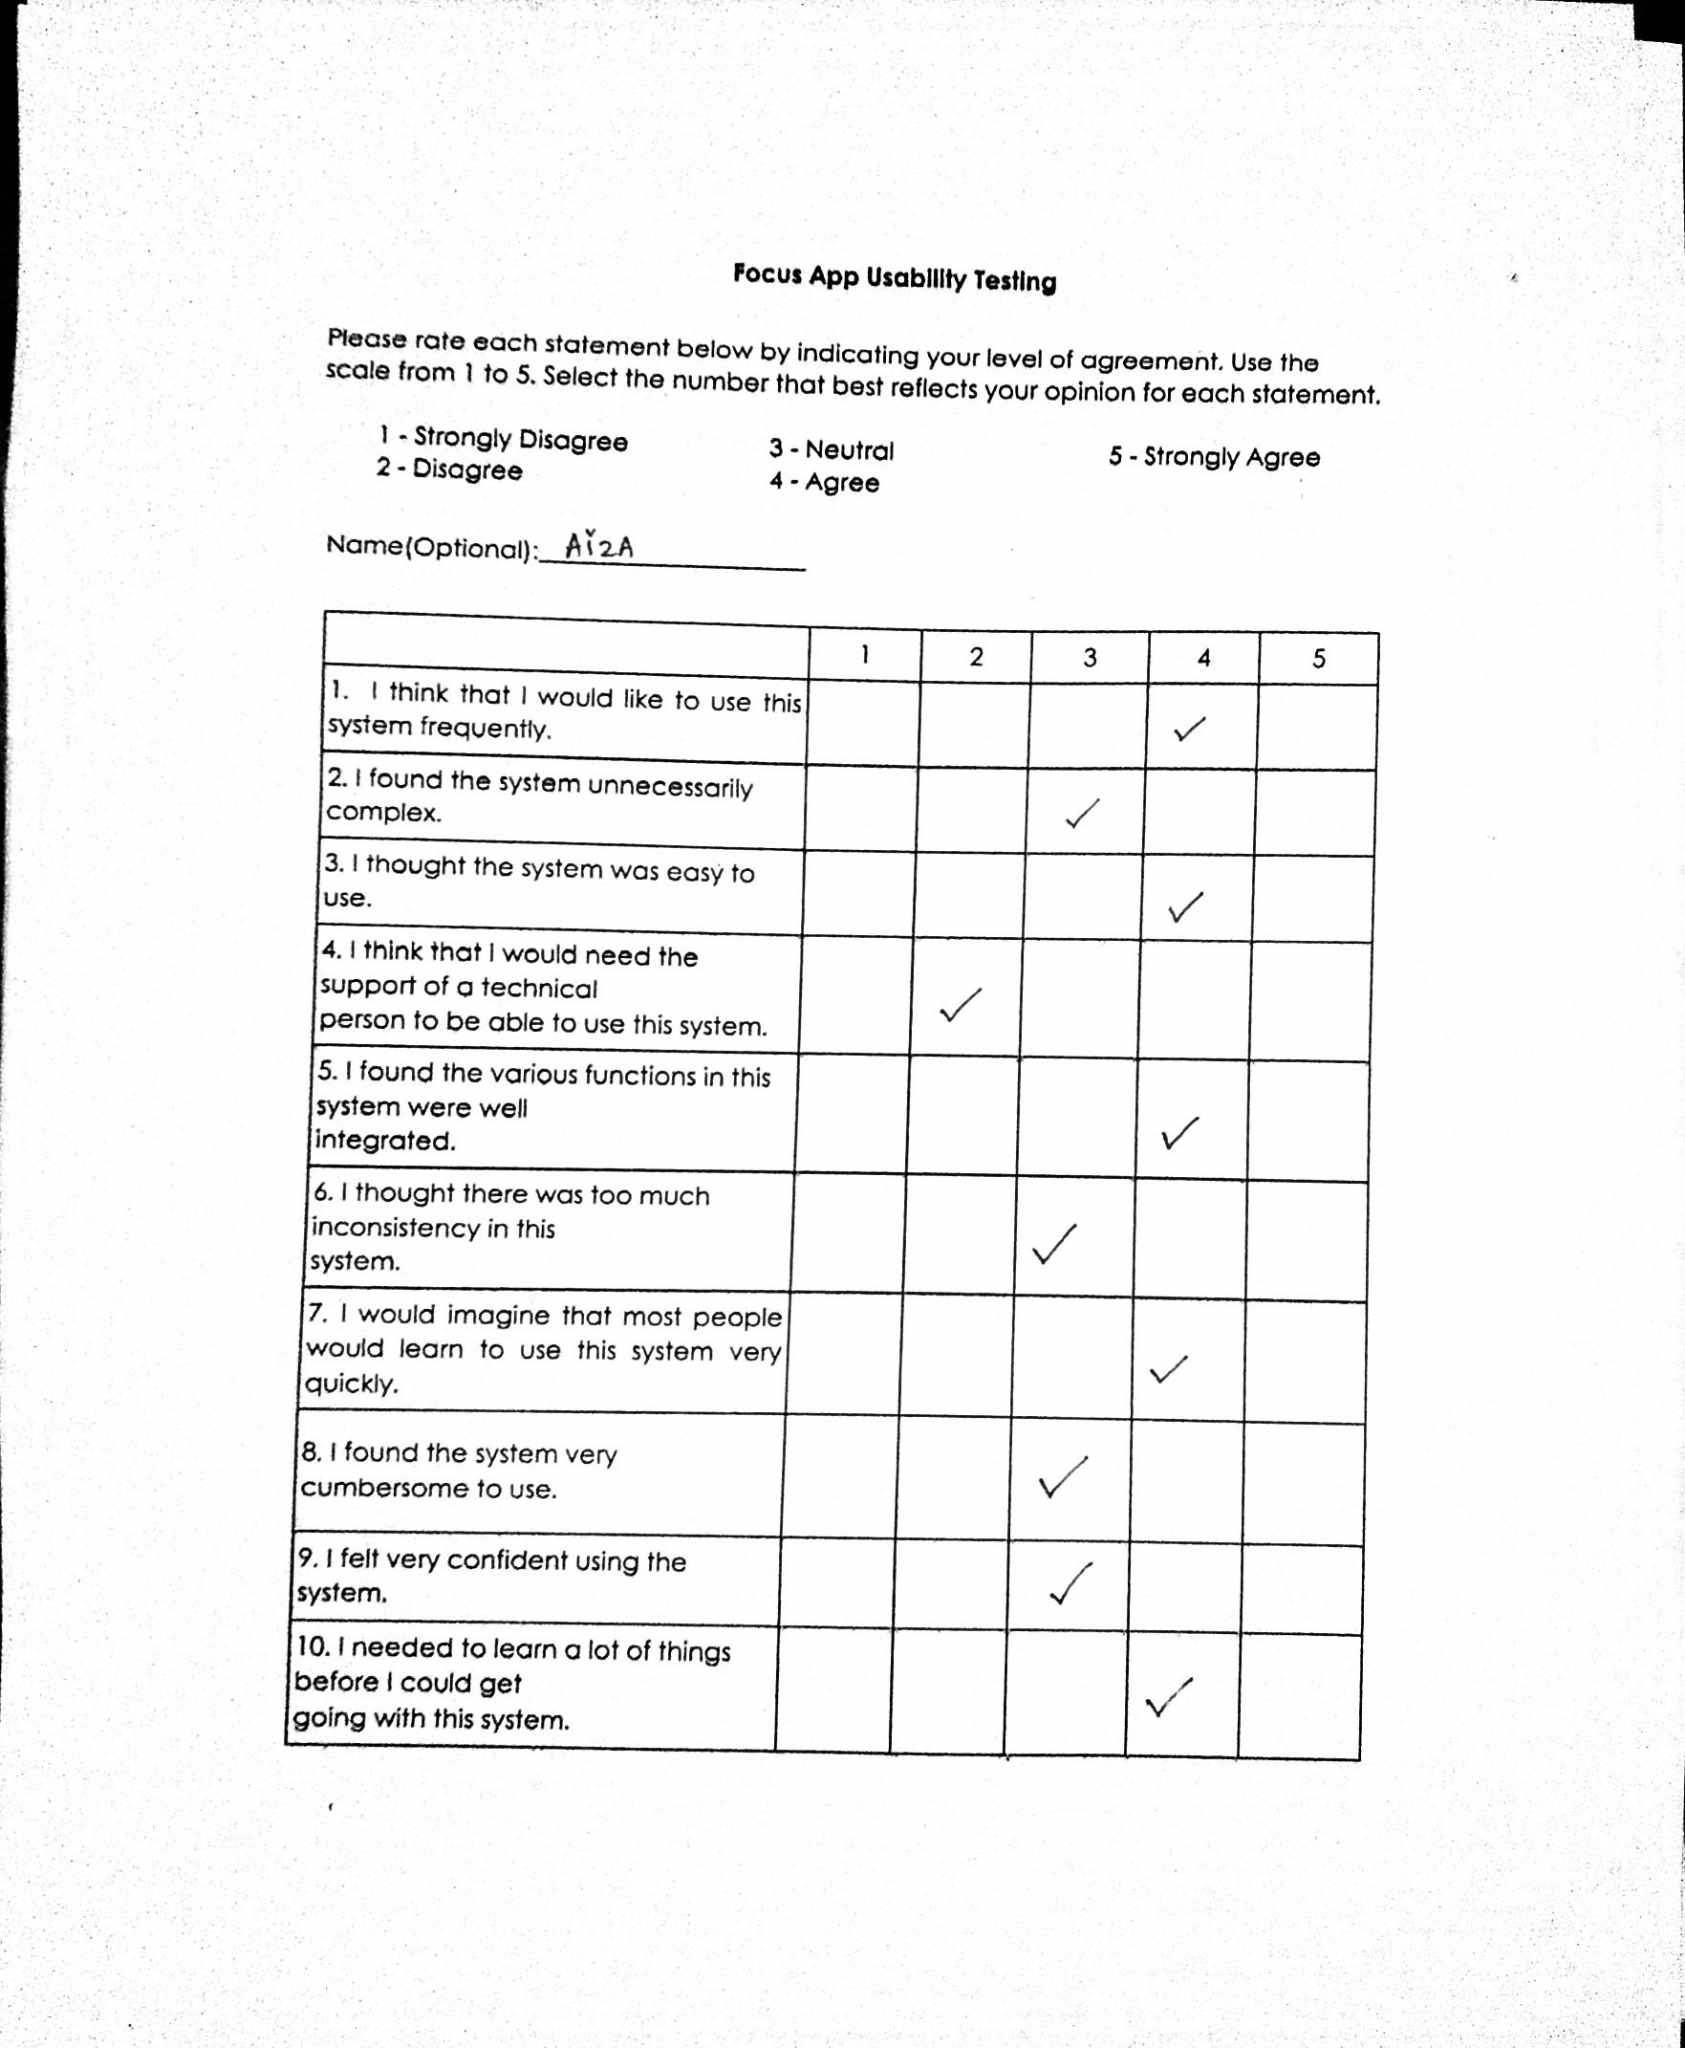 Focus App Usability Testing
Please rate each statement below by indicating your level of agreement. Use the
scale from 1 to 5. Select the number that best reflects your opinion for each statement.
1 - Strongly Disagree
2 - Disagree
3 - Neutral
4 - Agree
5 - Strongly Agree
Name(Optional): AizA
1 2 3 4 5
1. I think that I would like to use this
system frequently. ✓
2. I found the system unnecessarily
complex. ✓
3. I thought the system was easy to
use. ✓
4. I think that I would need the
support of a technical ✓
person to be able to use this system.
5. I found the various functions in this
system were well
integrated. ✓
6. I thought there was too much
inconsistency in this ✓
system.
7. I would imagine that most people
would learn to use this system very
quickly. ✓
8. I found the system very
cumbersome to use. ✓
9. I felt very confident using the
system. ✓
10. I needed to learn a lot of things
before I could get ✓
going with this system.